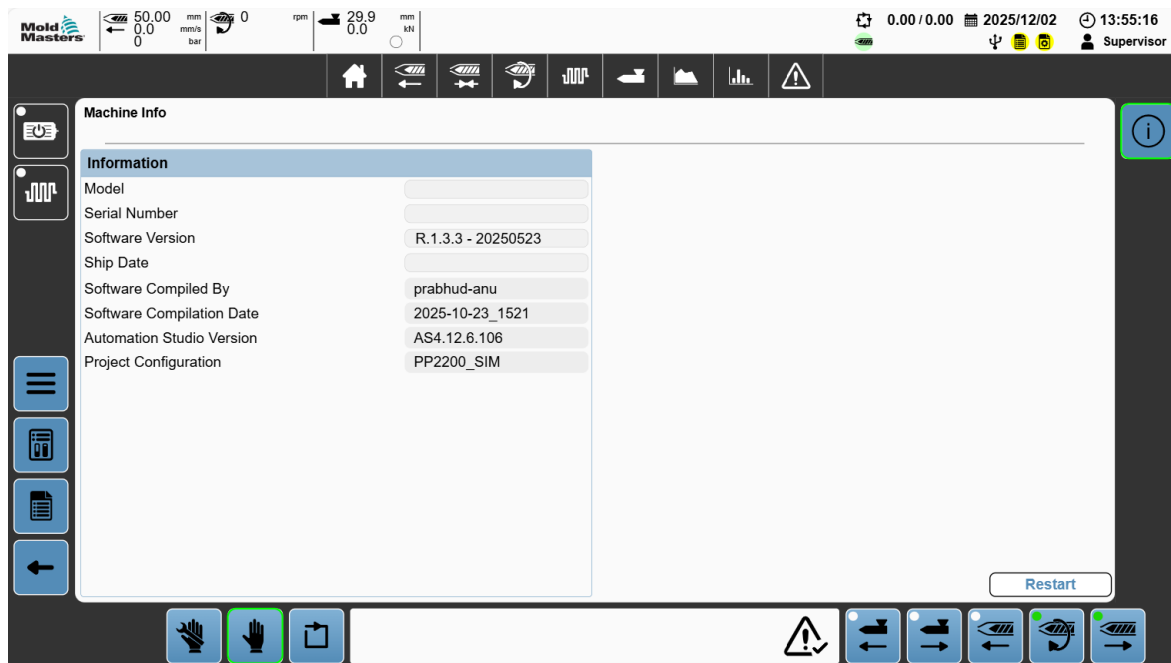 Mold
Masters
50.00 mm
0.0 mm/s
0 bar
0 rpm
29.9 mm
0.0 kN
0.00 / 0.00
2025/12/02
13:55:16
Supervisor
Machine Info
Information
Model
Serial Number
Software Version R.1.3.3 - 20250523
Ship Date
Software Compiled By prabhud-anu
Software Compilation Date 2025-10-23_1521
Automation Studio Version AS4.12.6.106
Project Configuration PP2200_SIM
Restart